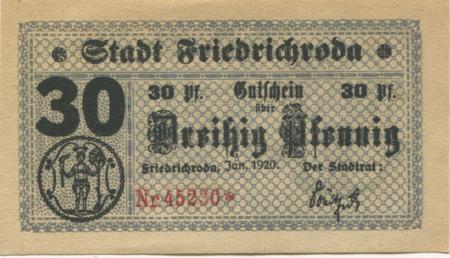 * Stadt Friedrichroda *
30
30 Pf. Gutschein 30 Pf.
über
Dreißig Pfennig
Friedrichroda, Jan. 1920. Der Stadtrat:
Nr 45230*